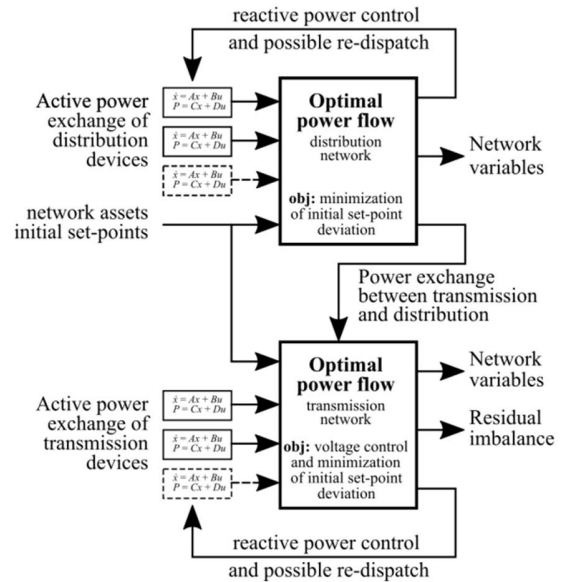 reactive power control
and possible re-dispatch
ẋ = Ax + Bu
P = Cx + Du
ẋ = Ax + Bu
P = Cx + Du
ẋ = Ax + Bu
P = Cx + Du
Active power
exchange of
distribution
devices
Optimal
power flow
distribution
network
obj: minimization
of initial set-point
deviation
Network
variables
network assets
initial set-points
Power exchange
between transmission
and distribution
Optimal
power flow
transmission
network
obj: voltage control
and minimization
of initial set-point
deviation
Network
variables
Residual
imbalance
Active power
exchange of
transmission
devices
ẋ = Ax + Bu
P = Cx + Du
ẋ = Ax + Bu
P = Cx + Du
ẋ = Ax + Bu
P = Cx + Du
reactive power control
and possible re-dispatch